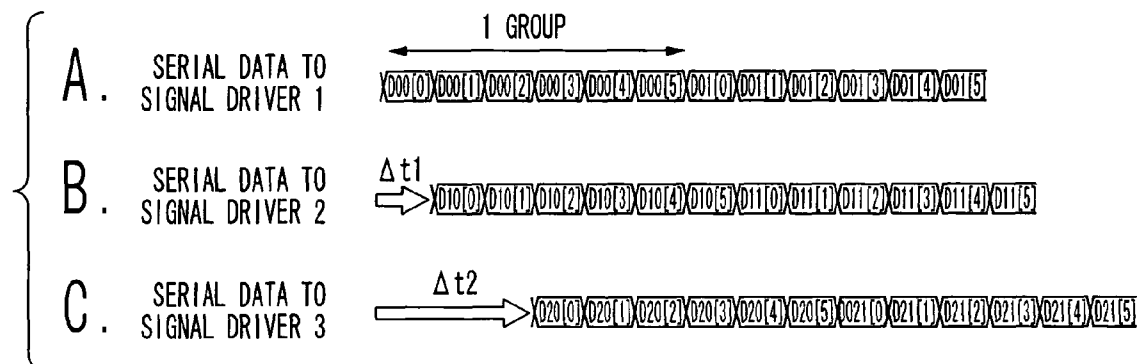 1 GROUP
A. SERIAL DATA TO
SIGNAL DRIVER 1
D00[0] D00[1] D00[2] D00[3] D00[4] D00[5] D01[0] D01[1] D01[2] D01[3] D01[4] D01[5]
Δt1
B. SERIAL DATA TO
SIGNAL DRIVER 2
D10[0] D10[1] D10[2] D10[3] D10[4] D10[5] D11[0] D11[1] D11[2] D11[3] D11[4] D11[5]
Δt2
C. SERIAL DATA TO
SIGNAL DRIVER 3
D20[0] D20[1] D20[2] D20[3] D20[4] D20[5] D21[0] D21[1] D21[2] D21[3] D21[4] D21[5]